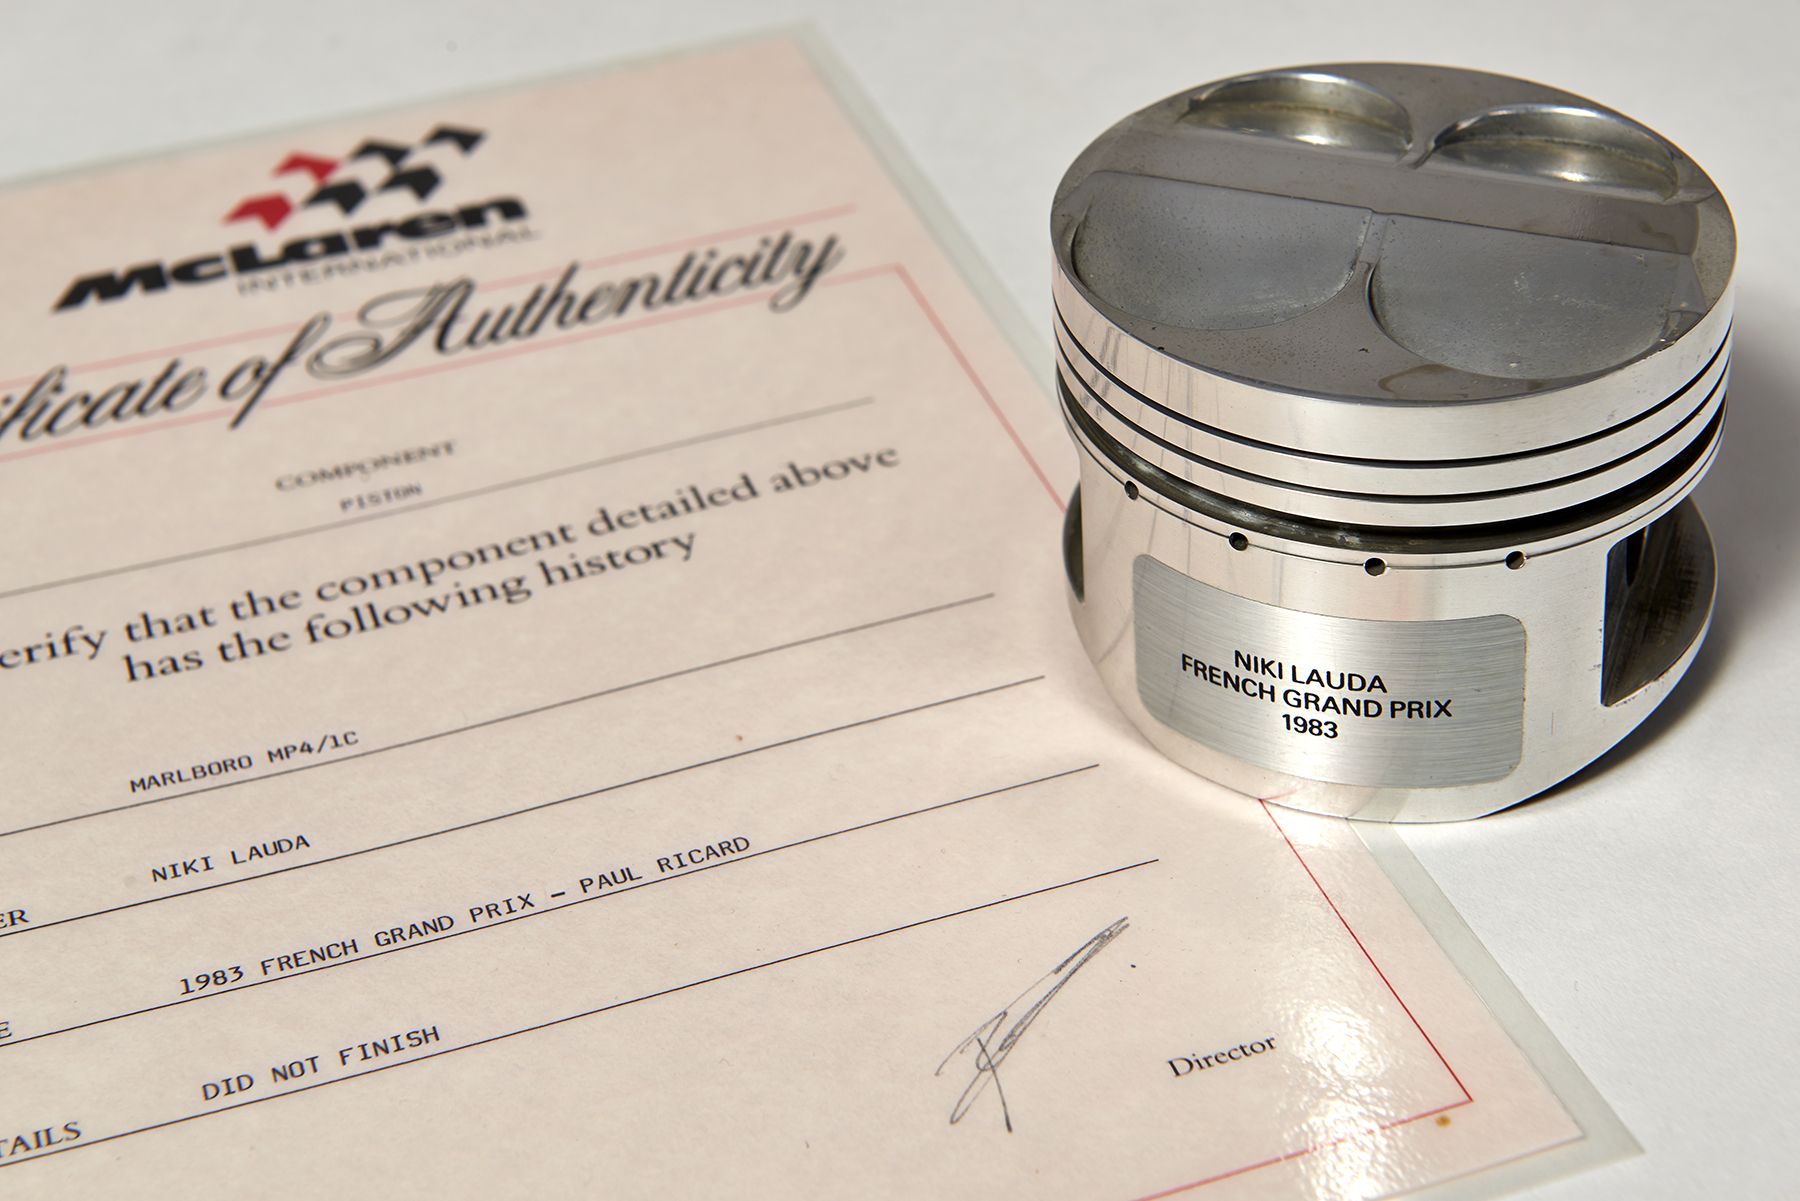 McLaren
INTERNATIONAL
ificate of Authenticity
COMPONENT
PISTON
erify that the component detailed above
has the following history
MARLBORO MP4/1C
NIKI LAUDA
ER
1983 FRENCH GRAND PRIX - PAUL RICARD
E
DID NOT FINISH
TAILS
Director
NIKI LAUDA
FRENCH GRAND PRIX
1983